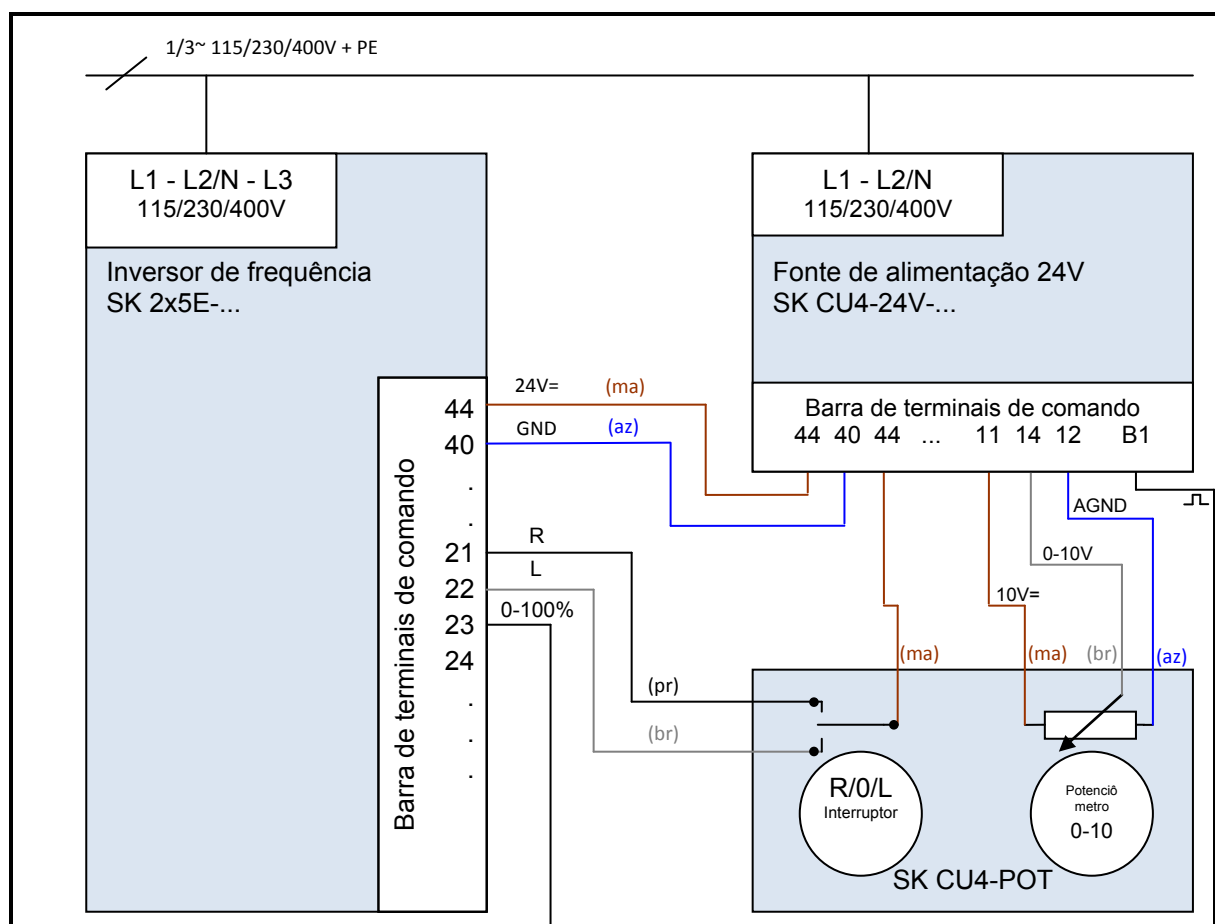 1/3~ 115/230/400V + PE
L1 - L2/N - L3
115/230/400V
Inversor de frequência
SK 2x5E-...
Barra de terminais de comando
44
40
.
.
21
22
23
24
.
.
.
24V=
(ma)
GND
(az)
R
L
0-100%
(pr)
(br)
L1 - L2/N
115/230/400V
Fonte de alimentação 24V
SK CU4-24V-...
Barra de terminais de comando
44 40 44 ... 11 14 12 B1
AGND
0-10V
10V=
(ma)
(ma)
(br)
(az)
R/0/L
Interruptor
Potenciô
metro
0-10
SK CU4-POT